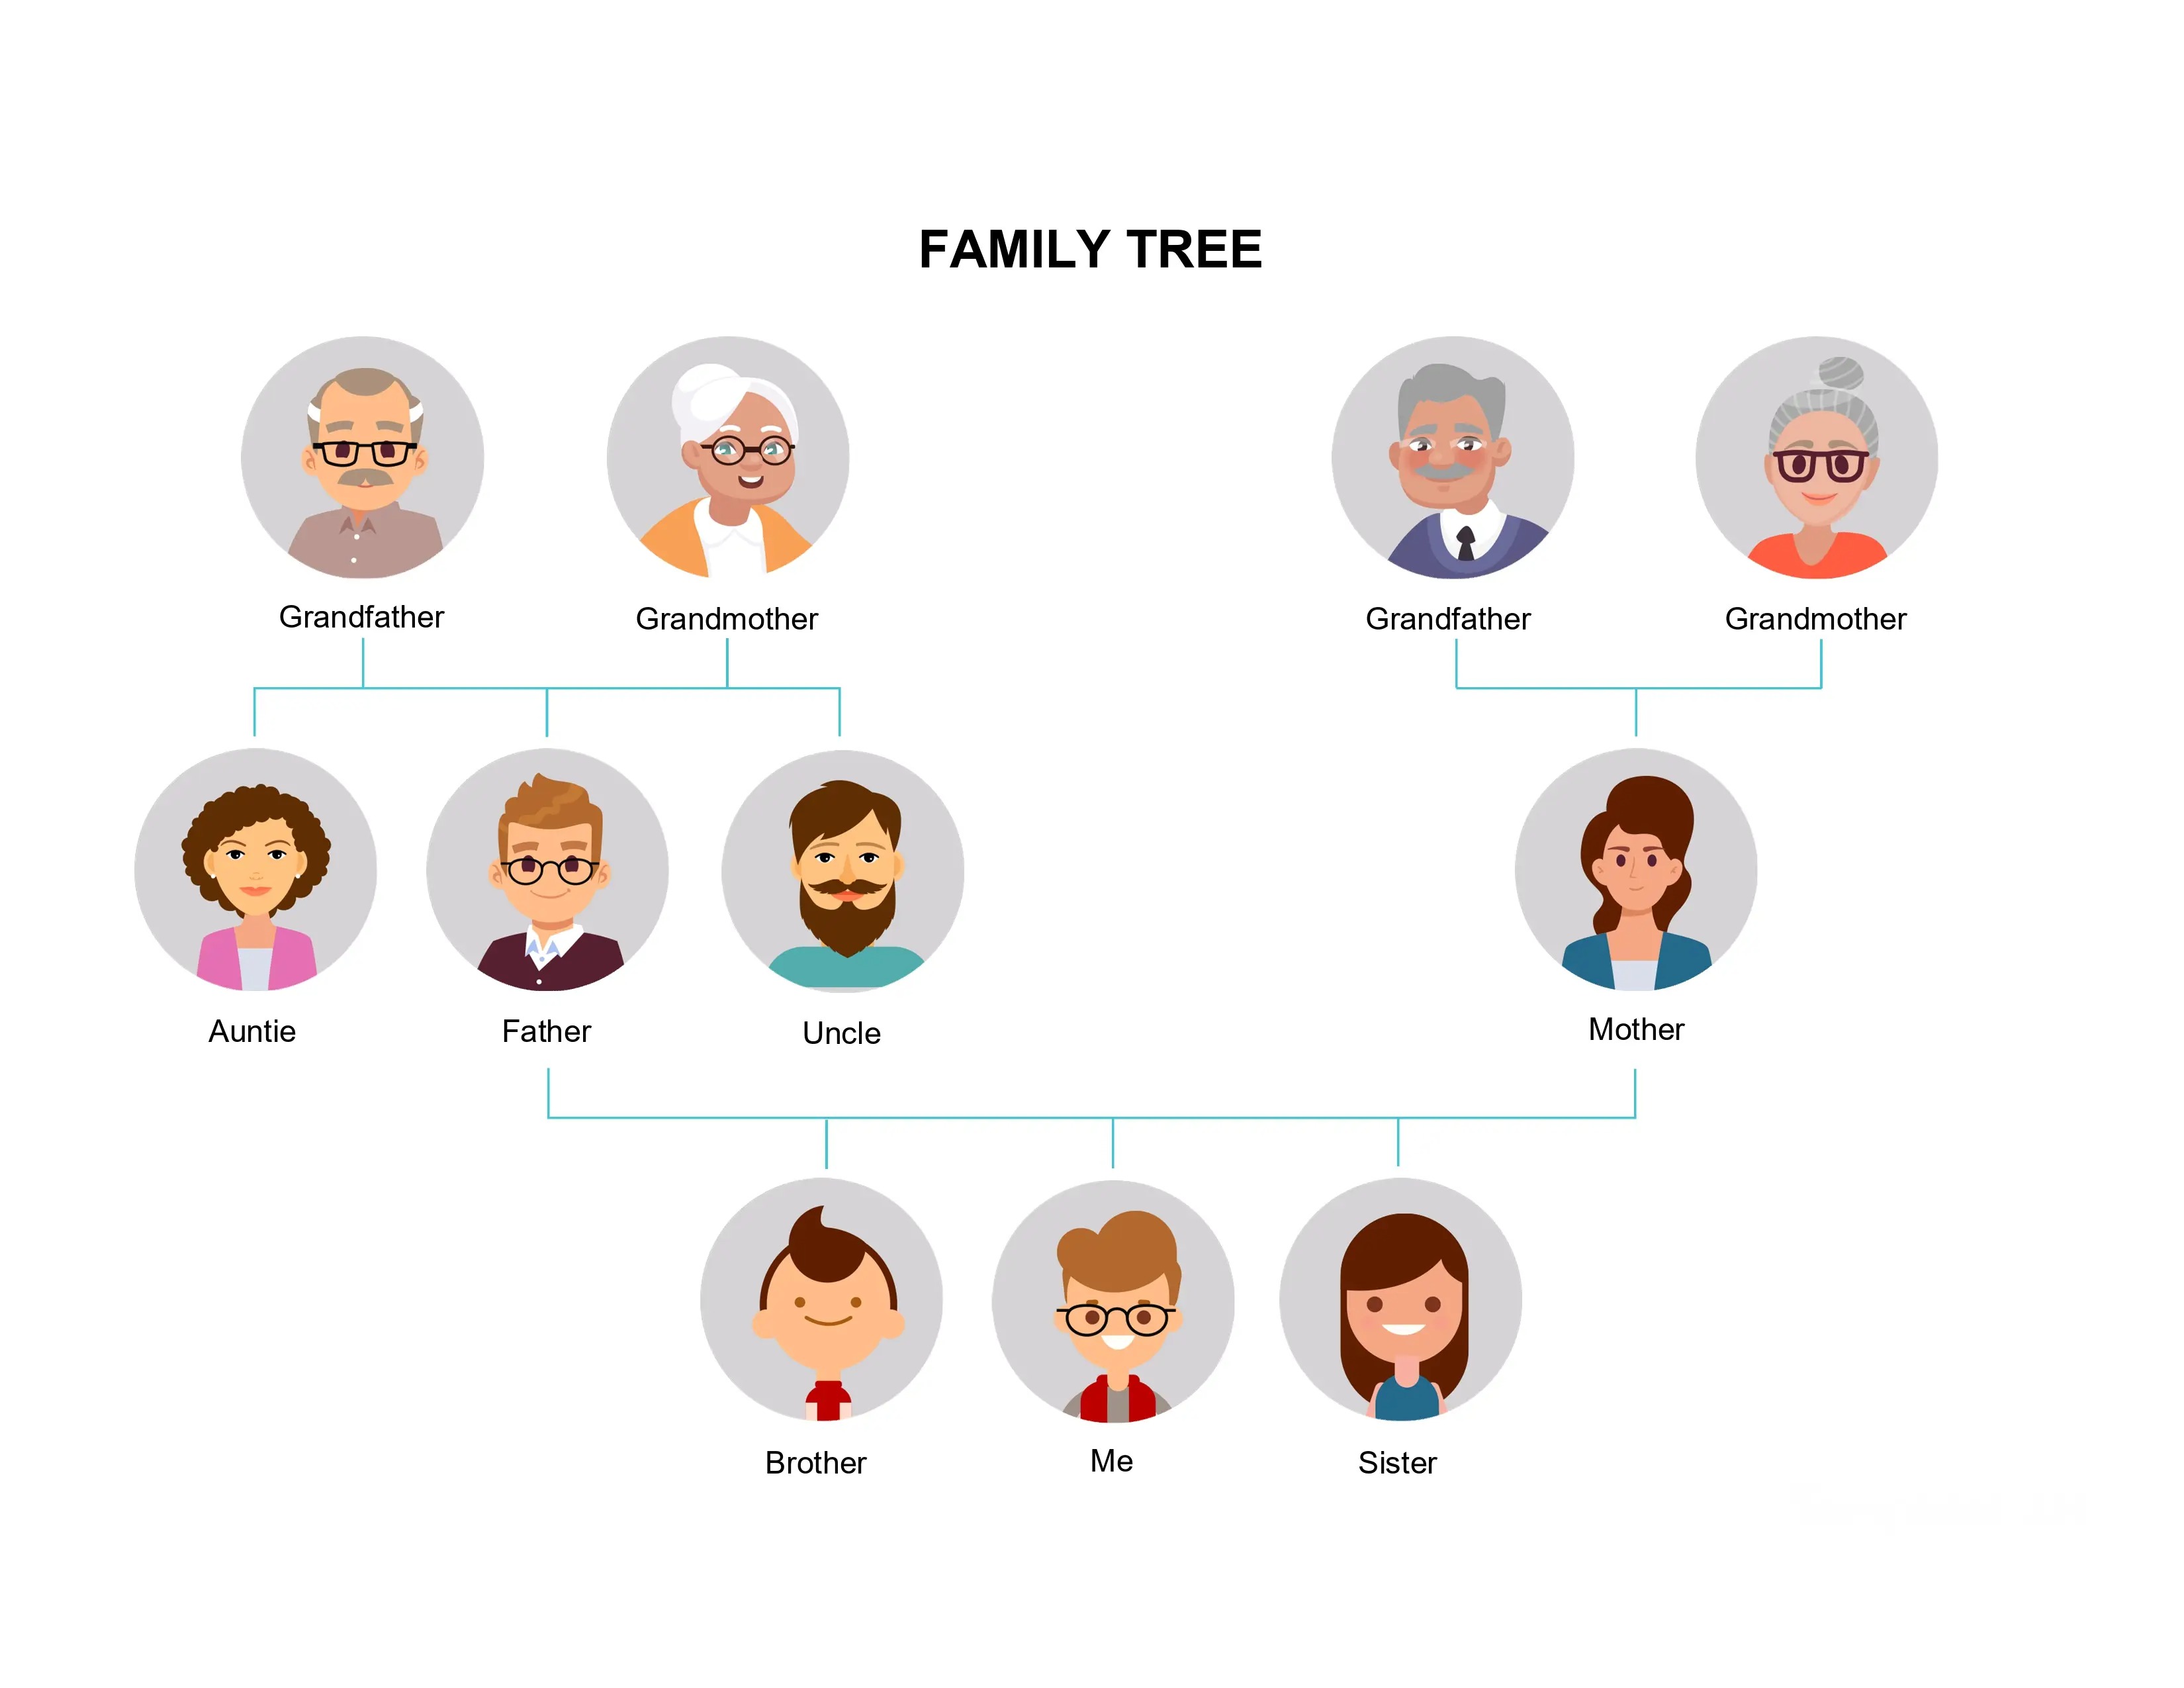 FAMILY TREE
Grandfather
Grandmother
Grandfather
Grandmother
Auntie
Father
Uncle
Mother
Brother
Me
Sister